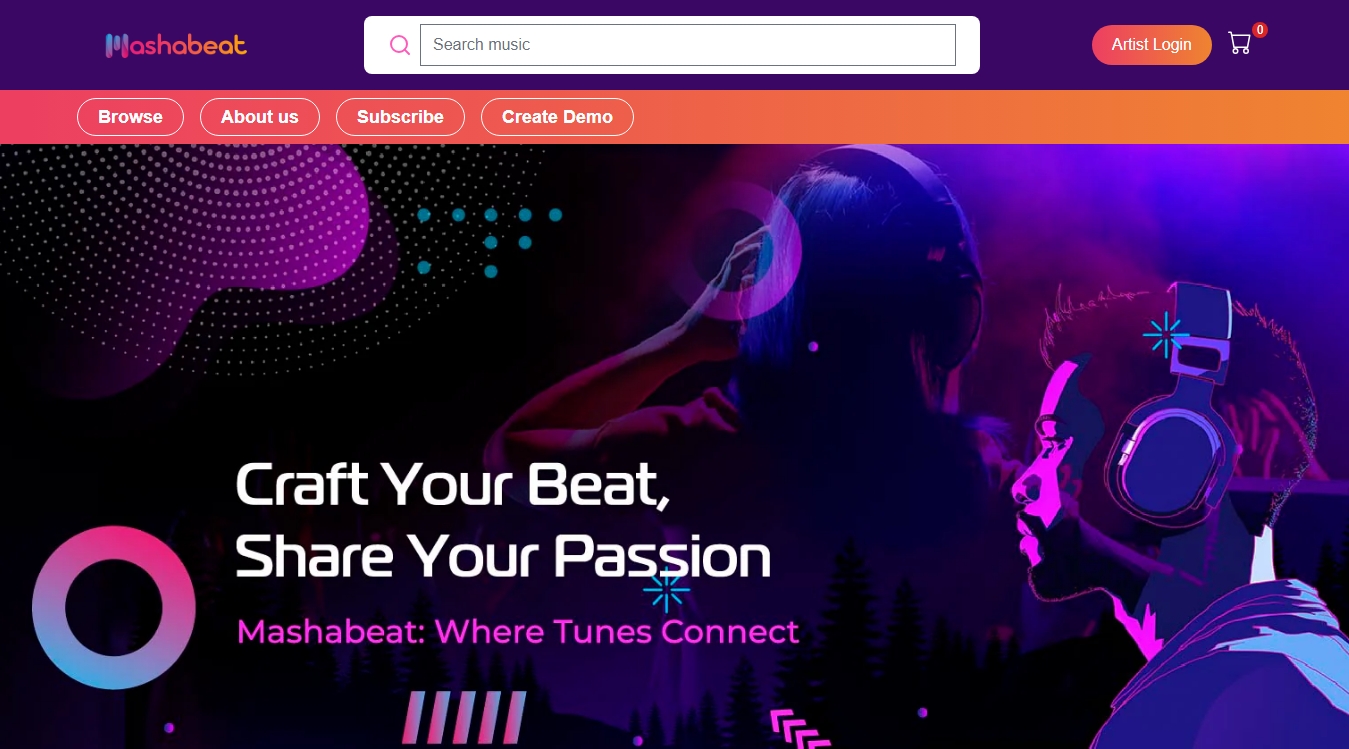 Mashabeat
Search music
Artist Login
0
Browse
About us
Subscribe
Create Demo
Craft Your Beat,
Share Your Passion
Mashabeat: Where Tunes Connect